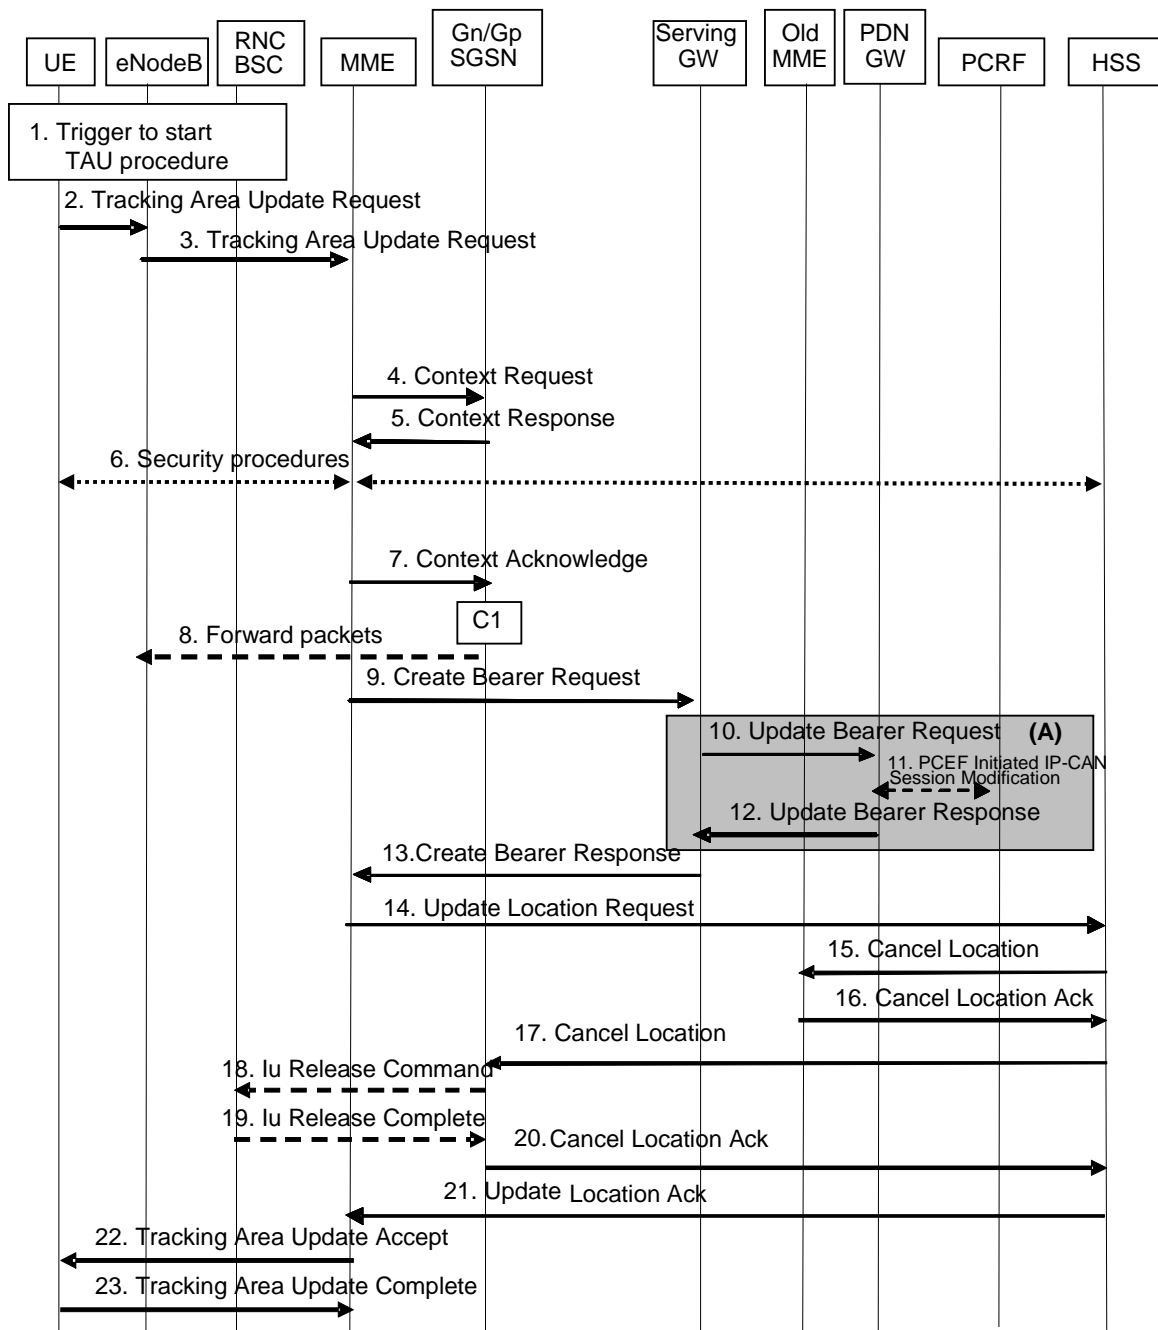 UE
eNodeB
RNC
BSC
MME
Gn/Gp
SGSN
Serving
GW
Old
MME
PDN
GW
PCRF
HSS
1. Trigger to start
TAU procedure
2. Tracking Area Update Request
3. Tracking Area Update Request
4. Context Request
5. Context Response
6. Security procedures
7. Context Acknowledge
C1
8. Forward packets
9. Create Bearer Request
10. Update Bearer Request (A)
11. PCEF Initiated IP-CAN
Session Modification
12. Update Bearer Response
13.Create Bearer Response
14. Update Location Request
15. Cancel Location
16. Cancel Location Ack
17. Cancel Location
18. Iu Release Command
19. Iu Release Complete
20.Cancel Location Ack
21. Update Location Ack
22. Tracking Area Update Accept
23. Tracking Area Update Complete